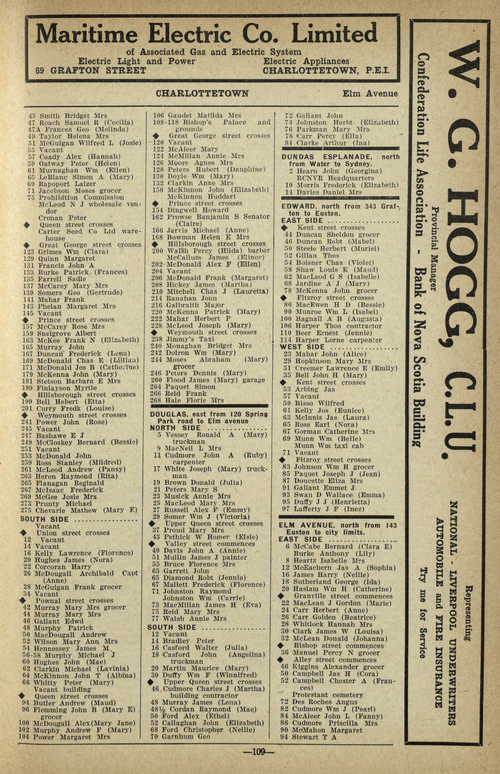 Maritime Electric Co. Limited
of Associated Gas and Electric System
Electric Light and Power Electric Appliances
69 GRAFTON STREET CHARLOTTETOWN, P.E.I.
CHARLOTTETOWN Elm Avenue
45 Smith Bridget Mrs
47 Roach Samuel R (Cecilia)
47A Frances Geo (Melinda)
49 Taylor Helena Mrs
51 McGuigan Wilfred L (Josie)
55 Vacant
57 Coady Alex (Hannah)
59 Oatway Peter (Helen)
61 Murnaghan Wm (Ellen)
65 LeBlanc Simon A (Mary)
69 Rapoport Laizer
71 Jacobson Moses grocer
75 Prohibition Commission
McLeod N J wholesale vendor
Cronan Peter
◆ Queen street crosses
Carter Seed Co Ltd warehouse
◆ Great George street crosses
123 Grimes Wm (Clara)
129 Quinn Margaret
131 Francis John A
133 Burke Patrick (Frances)
135 Farrell Sadie
137 McCarey Mary Mrs
139 Somers Geo (Gertrude)
141 Mahar Frank
143 Phelan Margaret Mrs
145 Vacant
◆ Prince street crosses
157 McCarey Rose Mrs
159 Snelgrove Albert
163 McKee Frank N (Elizabeth)
165 Murray John
167 Duncan Frederick (Lena)
169 McDonald Chas E (Lillian)
171 McDonald Jos B (Catherine)
179 McKenna John (Mary)
181 Stetson Barbara E Mrs
189 Finlayson Myrtle
◆ Hillsborough street crosses
199 Bell Hebert (Etta)
201 Curry Fredk (Louise)
◆ Weymouth street crosses
241 Power John (Rose)
245 Vacant
247 Bashawe E J
249 McCloskey Bernard (Bessie)
251 Vacant
253 McDonald John
259 Ross Stanley (Mildred)
261 McLeod Andrew (Panny)
263 Heron Raymond (Rita)
265 Flanagan Reginald
267 McIsaac Frederick
269 McGee Josie Mrs
273 Prunty Michael
275 Cheverie Mathew (Mary E)
SOUTH SIDE
Vacant
◆ Union street crosses
12 Vacant
14 Vacant
16 Kelly Lawrence (Florence)
20 Hughes James (Nora)
22 Corcoran Harry
26 McDougall Archibald Capt (Anne)
28 McGuigan Frank
34 Vacant
◆ Pownal street crosses
42 Murray Mary Mrs grocer
44 Murray Mary Mrs
46 Gallant Edwd
48 Murphy Patrick
50 MacDougall Andrew
52 Wilson Mary Ann Mrs
54 Hennessey James M
56-58 Murphy Michael J
60 Hughes John (Mae)
62 Clarkin Michael (Lavinia)
64 McKinnon John T (Albina)
66 Whitty Peter (Mary)
Vacant building
◆ Queen street crosses
94 Butler Andrew (Maud)
96 Flemming John B (Mary E) grocer
100 McDougall Alex(Mary Jane)
102 Murphy Andrew F (Mary)
104 Power Margaret Mrs
106 Gaudet Matilda Mrs
108-118 Bishop's Palace and grounds
◆ Great George street crosses
120 Vacant
122 McAleer Mary
124 McMillan Annie Mrs
126 Moore Agnes Mrs
128 Peters Hubert (Dauphine)
130 Doyle Wm (Mary)
132 Clarkin Annie Mrs
150 McKinnon John (Elizabeth)
McKinnon Huddart
◆ Prince street crosses
154 Dingwell Howard
162 Prowse Benjamin S Senator (Charlotte)
166 Jarvis Michael (Anne)
168 Bowman Helen E Mrs
◆ Hillsborough street crosses
200 Wallis Percy (Hilda) barber
McCallum James (Minor)
202 McDonald Alex F (Ellen)
204 Vacant
206 McDonald Frank (Margaret)
208 Hickey James (Martha)
210 Mitchell Chas J (Lauretta)
214 Ranahan John
216 Galbraith Major
220 McKenna Patrick (Mary)
222 Mahar Herbert P
228 McLeod Joseph (Mary)
◆ Weymouth street crosses
238 Jimmy's Taxi
240 Monaghan Bridget Mrs
242 Doiron Wm (Mary)
244 Moses Abraham (Mary) grocer
246 Peters Dennis (Mary)
260 Flood James (Mary) garage
264 Paquet Simon
266 Reid Frank
268 Hale Florie Mrs
DOUGLAS, east from 120 Spring Park road to Elm avenue
NORTH SIDE
5 Vessey Ronald A (Mary) truckman
9 MacNeil L Mrs
11 Cudmore John A (Ruby) carpenter
17 White Joseph (Mary) truckman
19 Brown Donald (Julia)
21 Peters Mary S
23 Musick Annie Mrs
25 MacLeod Mary Mrs
27 Russell Alex F (Emmy)
29 Somer Wm J (Victoria)
◆ Upper Queen street crosses
37 Proud Mary Mrs
43 Pethick W Homer (Elsie)
◆ Valley street commences
49 Davis John A (Annie)
51 Mullin James J painter
55 Bruce Florence Mrs
63 Garrett John
65 Diamond Robt (Jennie)
67 Mallett Frederick (Florence)
71 Johnston Raymond
Johnston Wm (Carrie)
73 MacMillan James H (Eva)
75 Reid Mary Mrs
77 Walsh Annie Mrs
SOUTH SIDE
12 Vacant
14 Bradley Peter
16 Casford Walter (Julia)
18 Casford John (Angelina) truckman
20 Martin Maurice (Mary)
30 Duffy Wm F (Winnifred)
◆ Upper Queen street crosses
46 Cudmore Charles J (Martha) building contractor
48 Murray James (Lena)
48½ Cordan Raymond (Mae)
50 Ford Alex (Ethel)
52 Callaghan John (Elizabeth)
68 Ford Christopher (Nellie)
70 Garnhum Geo
72 Gallant John
74 Johnston Herbt (Elizabeth)
76 Parkman Mary Mrs
78 Carr Percy (Ella)
84 Clarke Arthur (Ina)
DUNDAS ESPLANADE, north from Water to Sydney.
2 Hearn John (Georgina)
RCNVR Headquarters
10 Morris Frederick (Elizabeth)
14 Davies Daniel Mrs
EDWARD, north from 343 Grafton to Euston.
EAST SIDE
◆ Kent street crosses
44 Duncan Sheldon grocer
46 Duncan Robt (Mabel)
50 Steele Herbert (Muriel)
52 Gillan Thos
54 Bolsner Chas (Violet)
58 Shaw Louis E (Maud)
62 MacLeod G S (Isabelle)
68 Jardine A J (Mary)
78 McKenna John grocer
◆ Fitzroy street crosses
86 MacEwen H D (Bessie)
90 Munroe Wm L (Isabel)
100 Bagnall A B (Augusta)
106 Harper Thos contractor
110 Beer Ernest (Jennie)
114 Harper Lorne carpenter
WEST SIDE
23 Mahar John (Alice)
29 Hopkinson Mary Mrs
31 Creemer Lawrence E (Emily)
35 Bell John H (Mary)
◆ Kent street crosses
53 Arbing Jas
57 Vacant
59 Risso Wilfred
61 Kelly Jos (Eunice)
63 McInnis Jas (Laura)
65 Ross Earl (Nora)
67 Gorman Catherine Mrs
69 Munn Wm (Belle)
Munn Wm taxi cab
71 Vacant
◆ Fitzroy street crosses
83 Johnson Wm H grocer
85 Paquet Joseph J (Jean)
87 Doucette Eliza Mrs
91 Gallant Emmet J
93 Swan D Wallace (Emma)
95 Duffy J J (Henrietta)
97 Lafferty J F (Inez)
ELM AVENUE, north from 143 Euston to city limits.
EAST SIDE
6 McCabe Bernard (Clara E)
Burke Anthony (Lily)
8 Heartz Isabelle Mrs
12 McEachern Jas A (Sophia)
16 James Harry (Nellie)
18 Sutherland George (Ida)
20 Haslam Wm H (Catherine)
◆ Granville street commences
22 MacLean J Gordon (Marie)
24 Carr Herbert (Anne)
26 Carr Golden (Beatrice)
28 Whitlock Hannah Mrs
30 Clark James W (Louisa)
32 McLean Donald (Johanna)
◆ Bishop street commences
36 Manuel Percy N grocer
◆ Alley street commences
46 Kiggins Alexander grocer
50 Campbell Jas H (Cora)
52 Campbell Chester A (Frances)
Protestant cemetery
72 Des Roches Angus
82 Cudmore Wm J (Pearl)
84 McAleer John L (Fanny)
86 Cudmore Priscilla Mrs
90 McMahon Margaret
94 Stewart T A
—109—
W. G. HOGG, C.L.U.
Provincial Manager
Confederation Life Association - Bank of Nova Scotia Building
Representing
NATIONAL - LIVERPOOL UNDERWRITERS
AUTOMOBILE and FIRE INSURANCE
Try me for Service